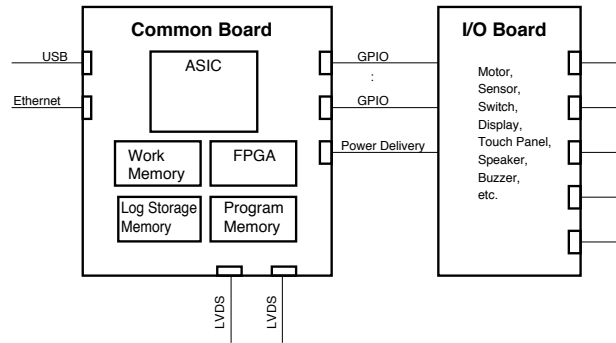 Common Board
I/O Board
USB
Ethernet
ASIC
Work
Memory
FPGA
Log Storage
Memory
Program
Memory
GPIO
:
GPIO
Power Delivery
Motor,
Sensor,
Switch,
Display,
Touch Panel,
Speaker,
Buzzer,
etc.
LVDS
LVDS